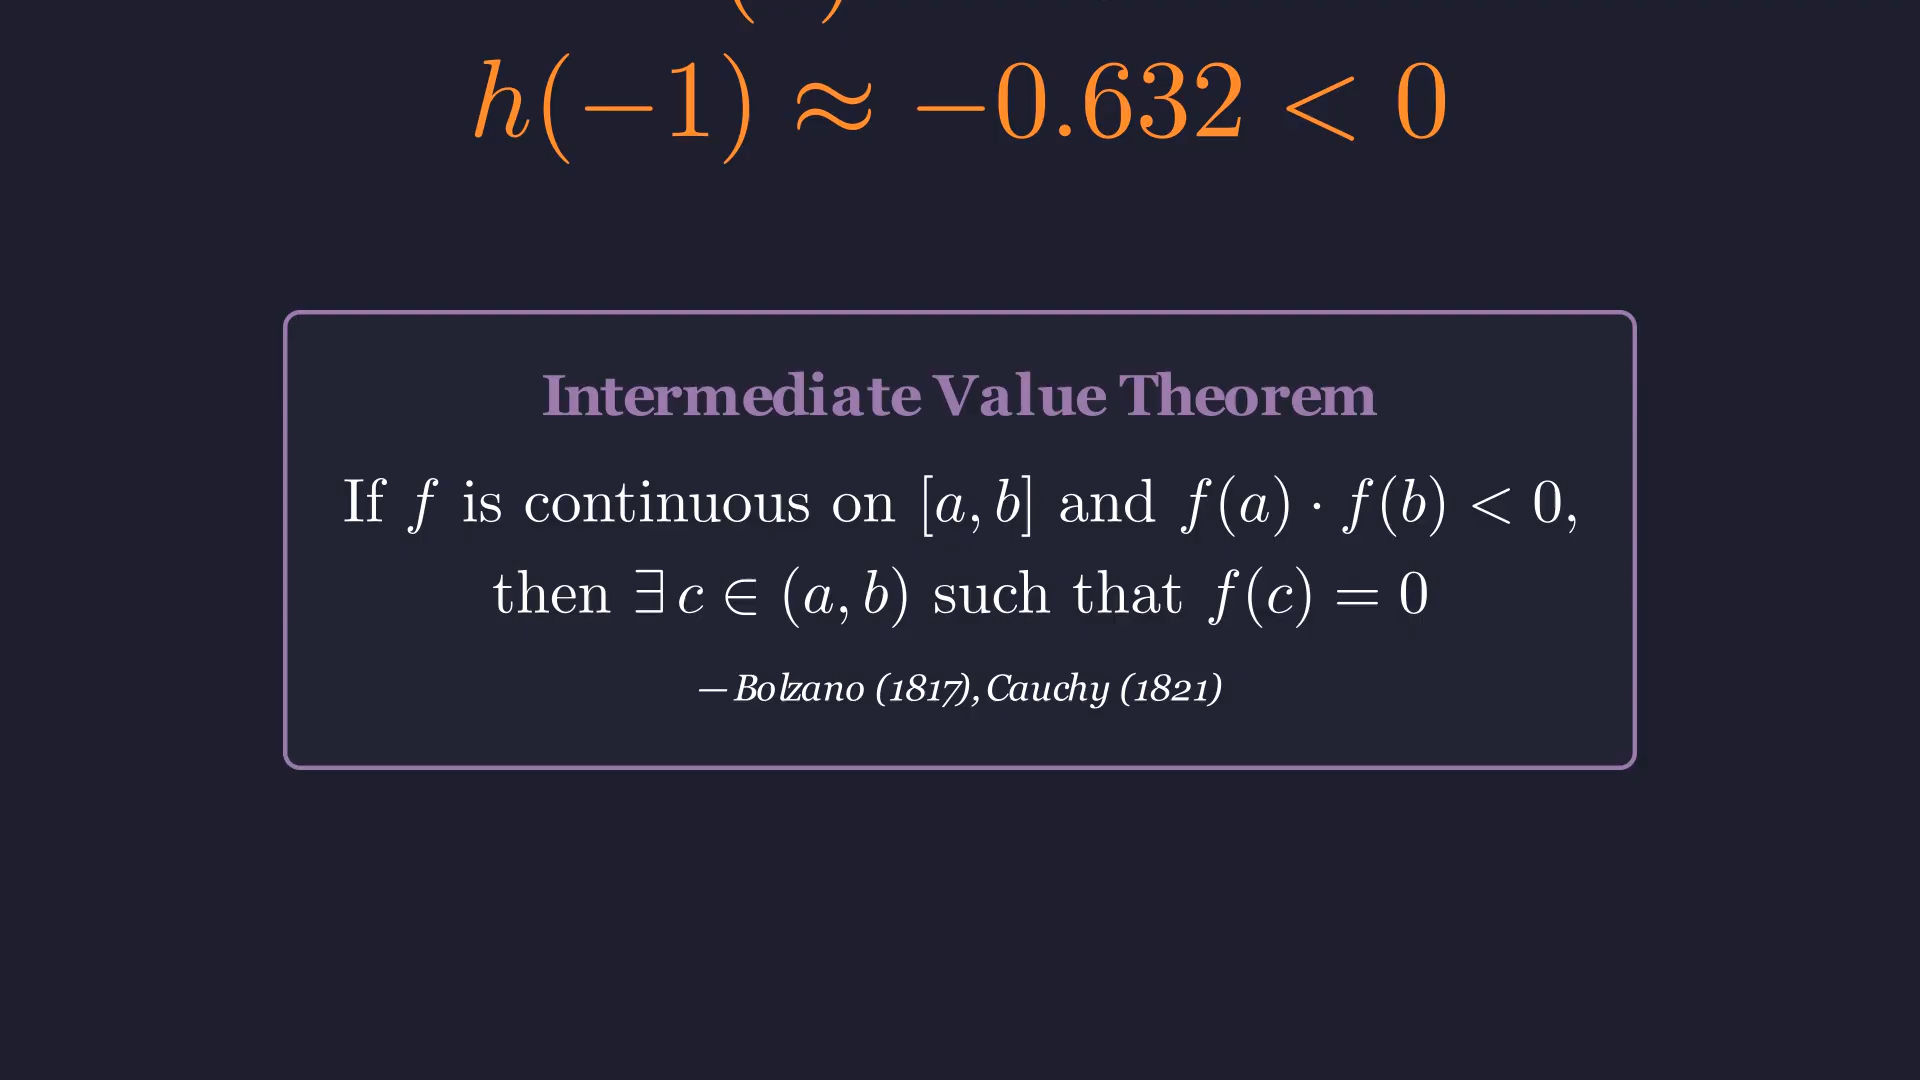 h(−1) ≈ −0.632 < 0
Intermediate Value Theorem
If f is continuous on [a, b] and f(a) · f(b) < 0,
then ∃ c ∈ (a, b) such that f(c) = 0
— Bolzano (1817), Cauchy (1821)